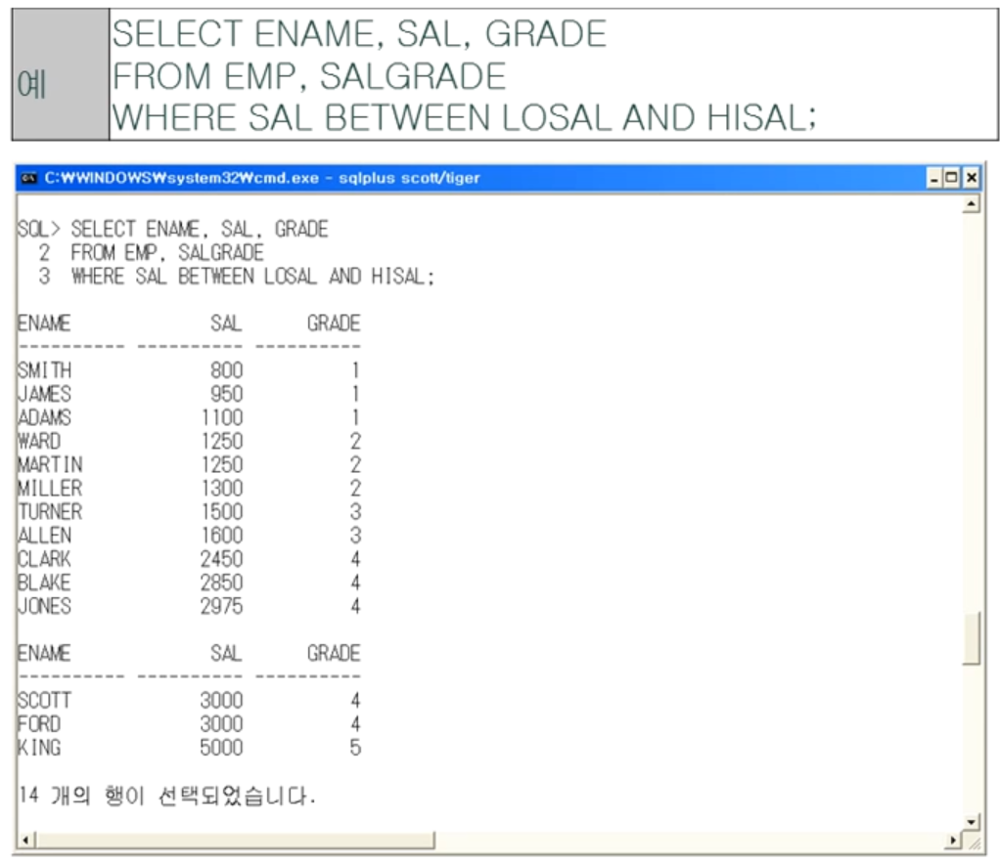 예
SELECT ENAME, SAL, GRADE
FROM EMP, SALGRADE
WHERE SAL BETWEEN LOSAL AND HISAL;
C:₩WINDOWS₩system32₩cmd.exe - sqlplus scott/tiger
SQL> SELECT ENAME, SAL, GRADE
2 FROM EMP, SALGRADE
3 WHERE SAL BETWEEN LOSAL AND HISAL;
ENAME SAL GRADE
---------- ---------- ----------
SMITH 800 1
JAMES 950 1
ADAMS 1100 1
WARD 1250 2
MARTIN 1250 2
MILLER 1300 2
TURNER 1500 3
ALLEN 1600 3
CLARK 2450 4
BLAKE 2850 4
JONES 2975 4
ENAME SAL GRADE
---------- ---------- ----------
SCOTT 3000 4
FORD 3000 4
KING 5000 5
14 개의 행이 선택되었습니다.